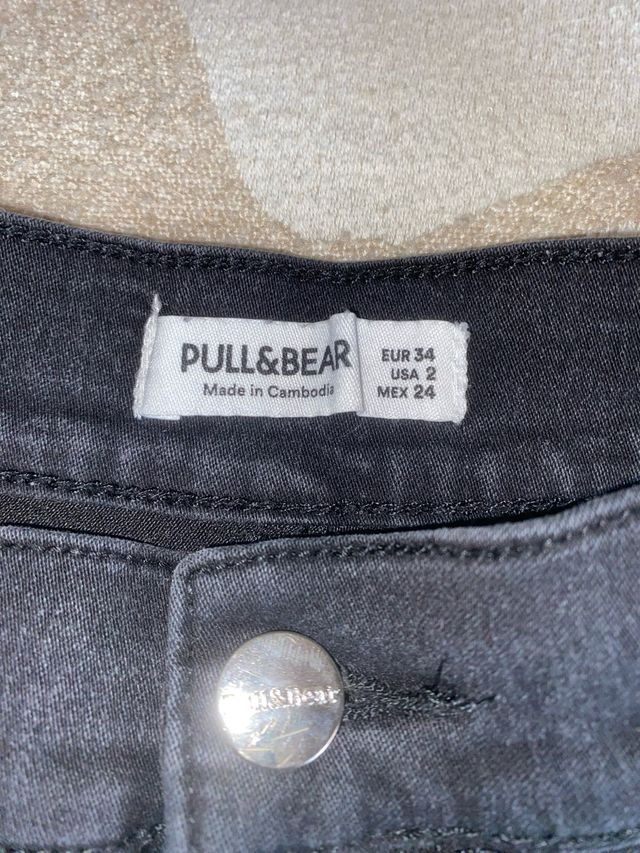 PULL&BEAR
Made in Cambodia
EUR 34
USA 2
MEX 24
Pull&Bear